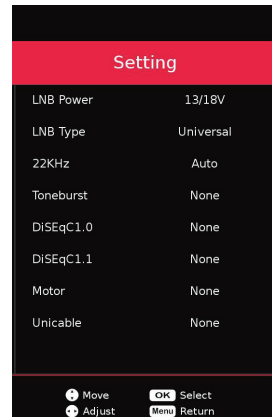 Setting
LNB Power 13/18V
LNB Type Universal
22KHz Auto
Toneburst None
DiSEqC1.0 None
DiSEqC1.1 None
Motor None
Unicable None
Move OK Select
Adjust Menu Return